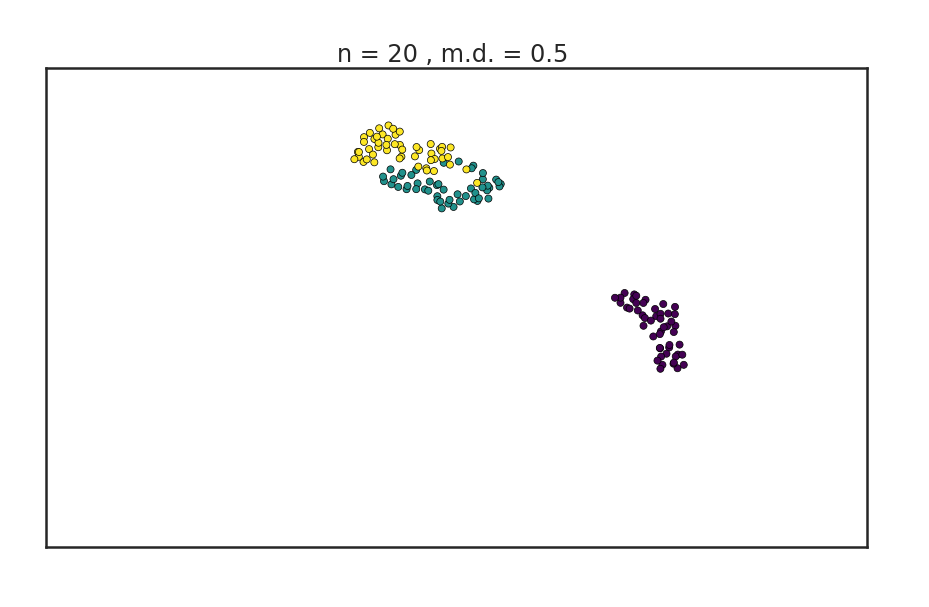 n = 20 , m.d. = 0.5